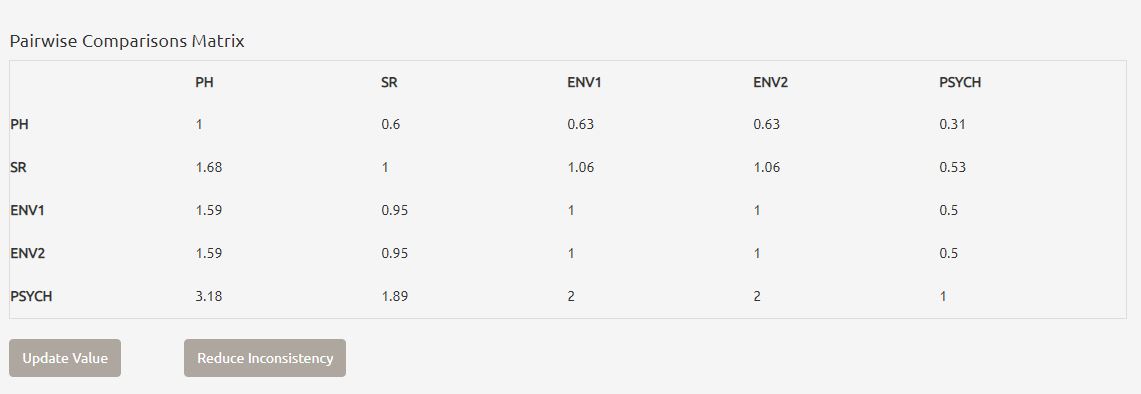 Pairwise Comparisons Matrix
PH SR ENV1 ENV2 PSYCH
PH 1 0.6 0.63 0.63 0.31
SR 1.68 1 1.06 1.06 0.53
ENV1 1.59 0.95 1 1 0.5
ENV2 1.59 0.95 1 1 0.5
PSYCH 3.18 1.89 2 2 1
Update Value Reduce Inconsistency